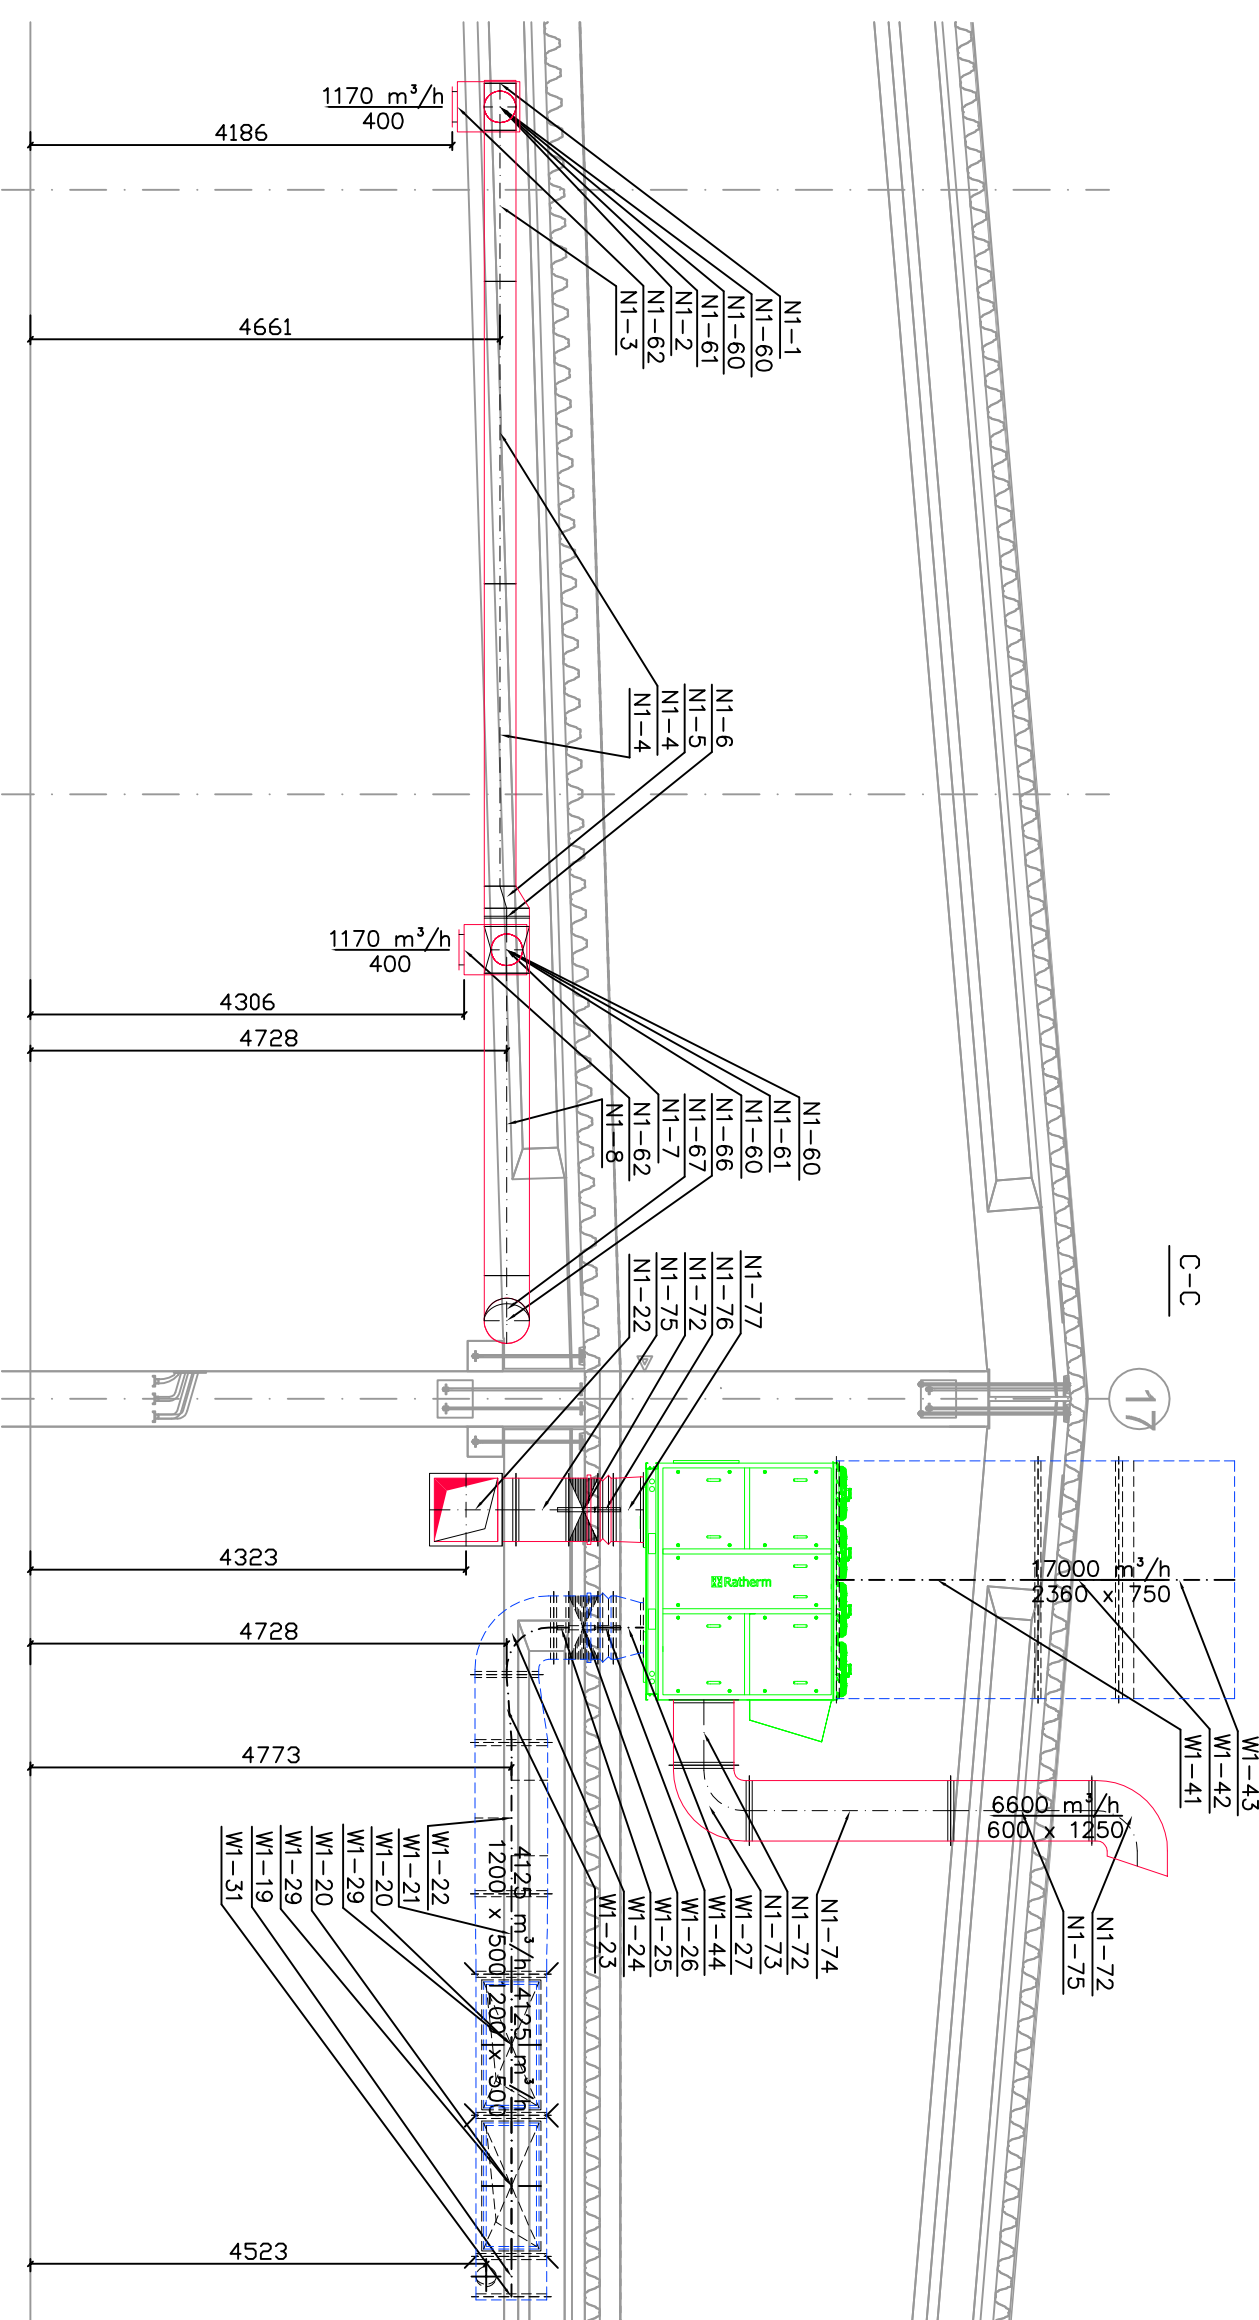 C-C
17
1170 m³/h
400
4186
4661
N1-1
N1-60
N1-60
N1-61
N1-2
N1-62
N1-3
N1-6
N1-5
N1-4
N1-4
1170 m³/h
400
4306
4728
N1-60
N1-61
N1-60
N1-66
N1-67
N1-7
N1-62
N1-8
N1-77
N1-76
N1-72
N1-75
N1-22
4323
Ratherm
17000 m³/h
2360 x 750
4728
W1-43
W1-42
W1-41
4773
6600 m³/h
600 x 1250
N1-72
N1-75
N1-74
N1-72
N1-73
W1-27
W1-44
W1-26
W1-25
W1-24
W1-23
4125 m³/h
1200 x 500
4125 m³/h
1200 x 500
W1-22
W1-21
W1-20
W1-29
W1-20
W1-29
W1-19
W1-31
4523